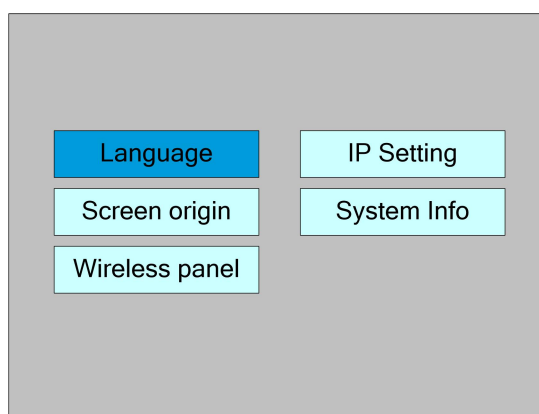 Language
IP Setting
Screen origin
System Info
Wireless panel